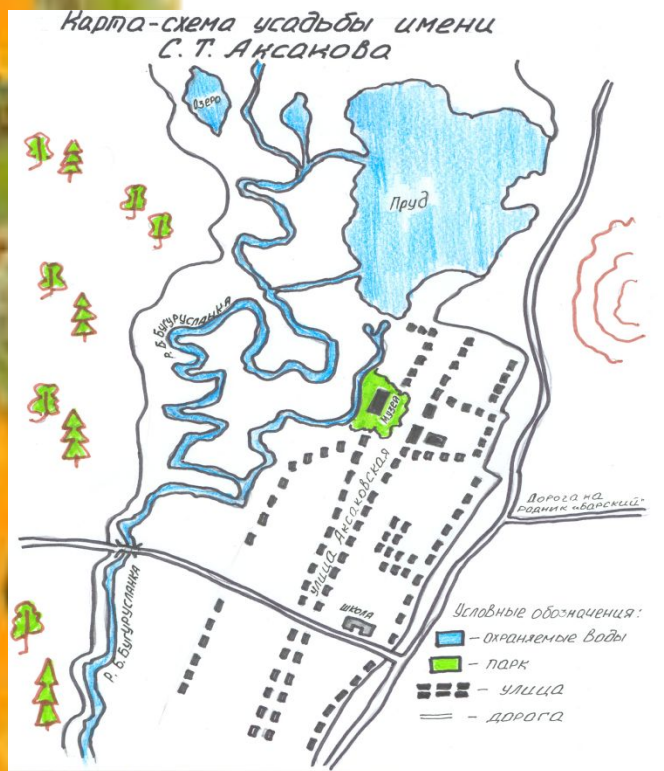 Карта-схема усадьбы имени
С. Т. Аксакова
Озеро
Пруд
Р. Б. Бугурусланка
Музей
улица Аксаковская
Дорога на
родник «Барский"
школа
Р. Б. Бугурусланка
Условные обозначения:
- охраняемые воды
- парк
- улица
- дорога